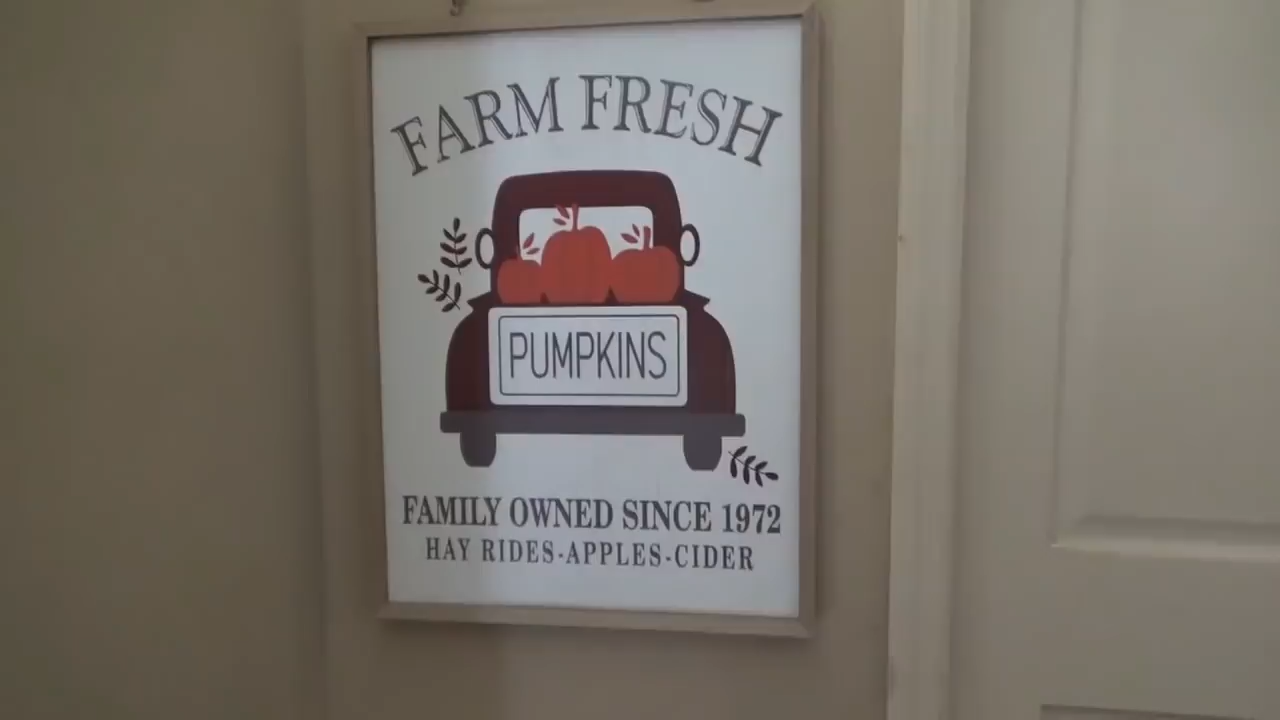 FARM FRESH
PUMPKINS
FAMILY OWNED SINCE 1972
HAY RIDES-APPLES-CIDER